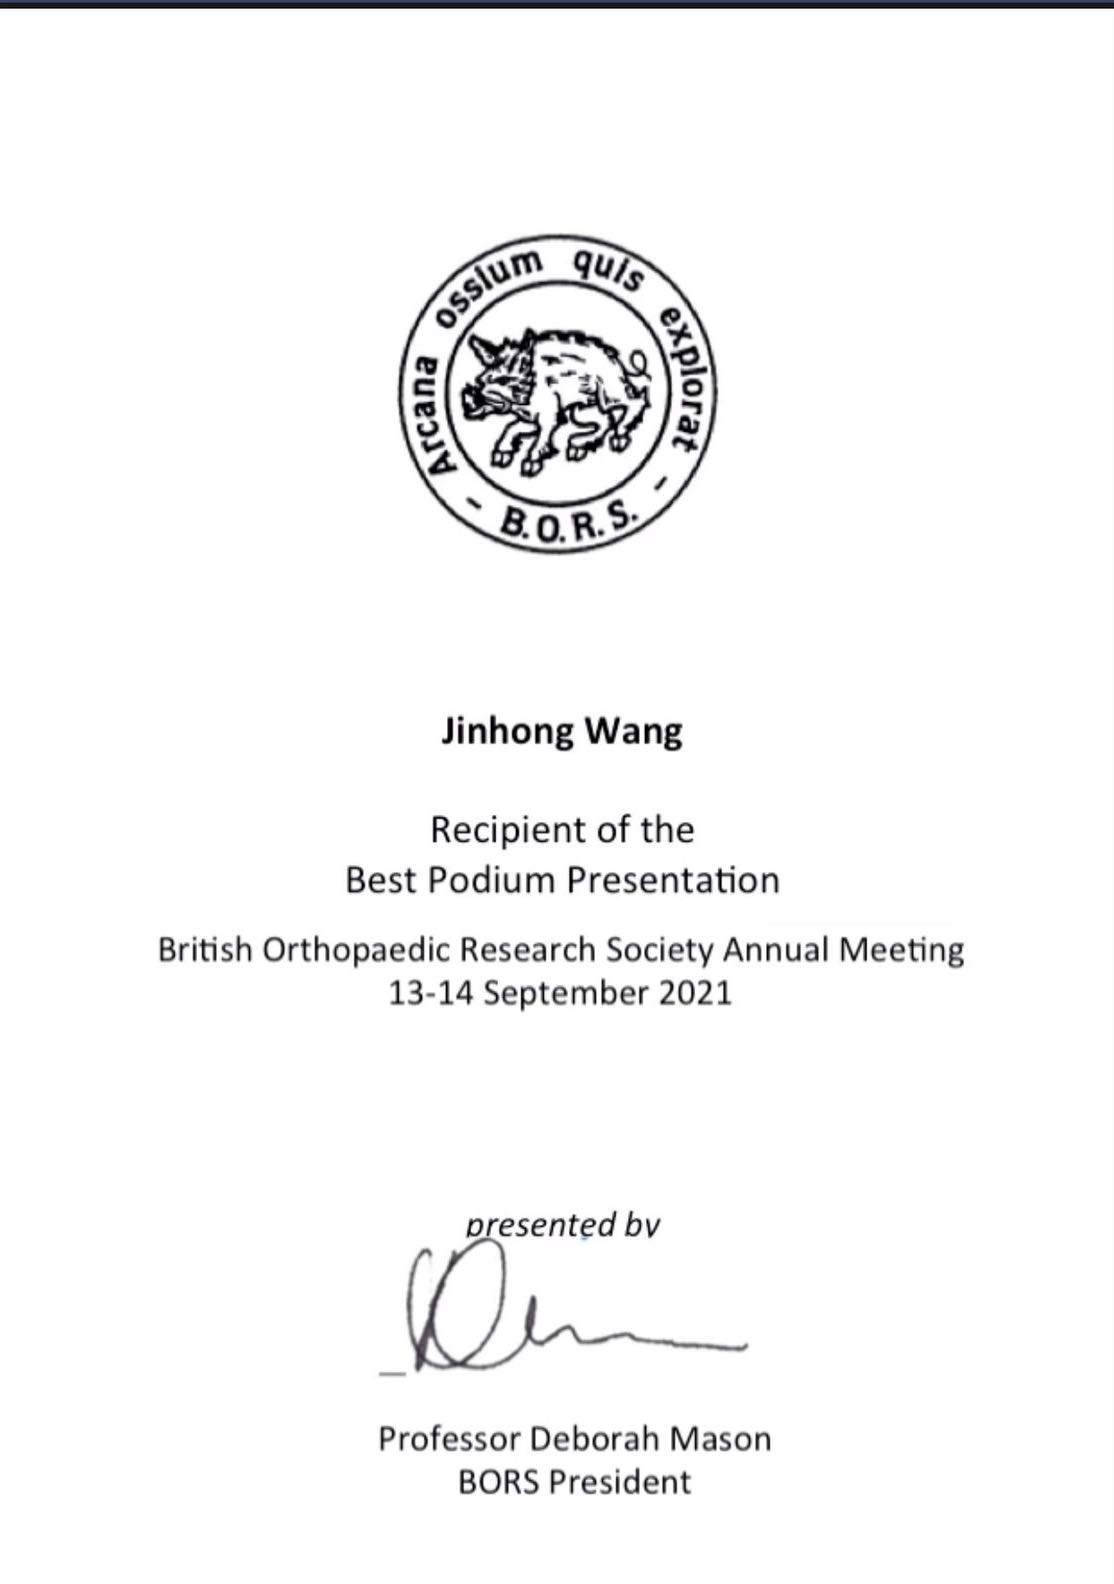 Arcana ossium quis explorat
- B.O.R.S. -
Jinhong Wang
Recipient of the
Best Podium Presentation
British Orthopaedic Research Society Annual Meeting
13-14 September 2021
presented by
Professor Deborah Mason
BORS President